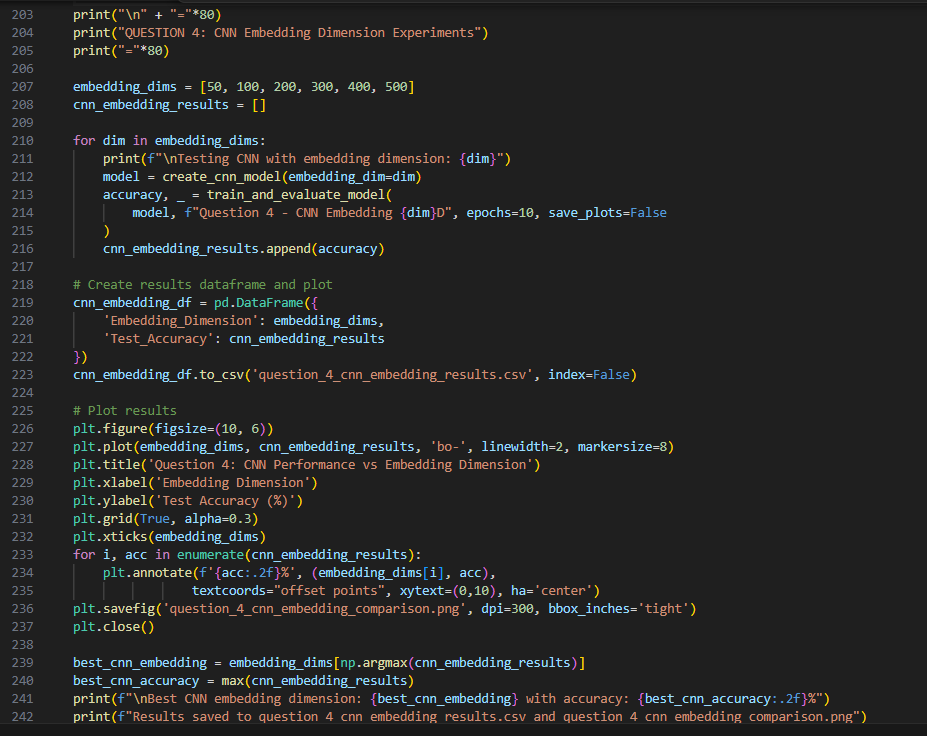 203 print("\n" + "="*80)
204 print("QUESTION 4: CNN Embedding Dimension Experiments")
205 print("="*80)
206
207 embedding_dims = [50, 100, 200, 300, 400, 500]
208 cnn_embedding_results = []
209
210 for dim in embedding_dims:
211     print(f"\nTesting CNN with embedding dimension: {dim}")
212     model = create_cnn_model(embedding_dim=dim)
213     accuracy, _ = train_and_evaluate_model(
214         model, f"Question 4 - CNN Embedding {dim}D", epochs=10, save_plots=False
215     )
216     cnn_embedding_results.append(accuracy)
217
218 # Create results dataframe and plot
219 cnn_embedding_df = pd.DataFrame({
220     'Embedding_Dimension': embedding_dims,
221     'Test_Accuracy': cnn_embedding_results
222 })
223 cnn_embedding_df.to_csv('question_4_cnn_embedding_results.csv', index=False)
224
225 # Plot results
226 plt.figure(figsize=(10, 6))
227 plt.plot(embedding_dims, cnn_embedding_results, 'bo-', linewidth=2, markersize=8)
228 plt.title('Question 4: CNN Performance vs Embedding Dimension')
229 plt.xlabel('Embedding Dimension')
230 plt.ylabel('Test Accuracy (%)')
231 plt.grid(True, alpha=0.3)
232 plt.xticks(embedding_dims)
233 for i, acc in enumerate(cnn_embedding_results):
234     plt.annotate(f'{acc:.2f}%', (embedding_dims[i], acc),
235                 textcoords="offset points", xytext=(0,10), ha='center')
236 plt.savefig('question_4_cnn_embedding_comparison.png', dpi=300, bbox_inches='tight')
237 plt.close()
238
239 best_cnn_embedding = embedding_dims[np.argmax(cnn_embedding_results)]
240 best_cnn_accuracy = max(cnn_embedding_results)
241 print(f"\nBest CNN embedding dimension: {best_cnn_embedding} with accuracy: {best_cnn_accuracy:.2f}%")
242 print(f"Results saved to question_4_cnn_embedding_results.csv and question_4_cnn_embedding_comparison.png")